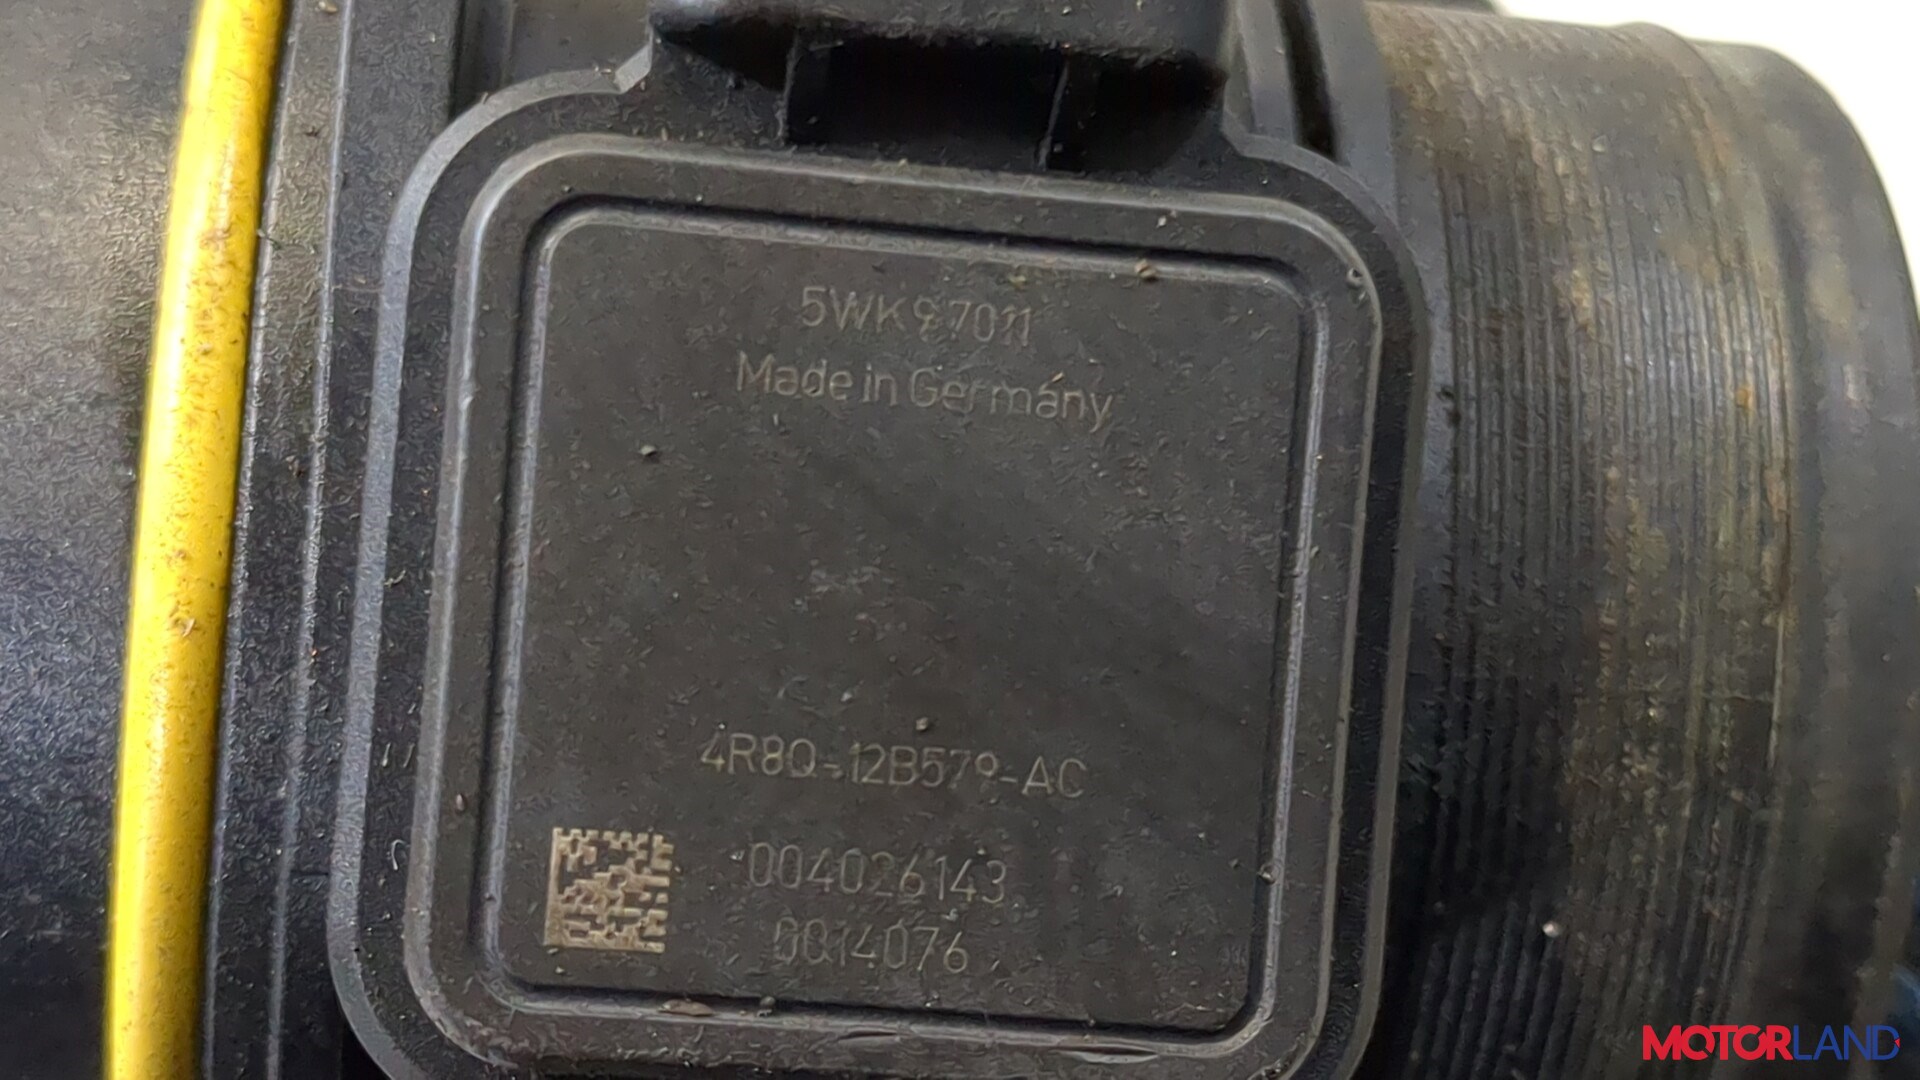 5WK97011
Made in Germany
4R8Q-12B579-AC
004026143
0014076
MOTORLAND